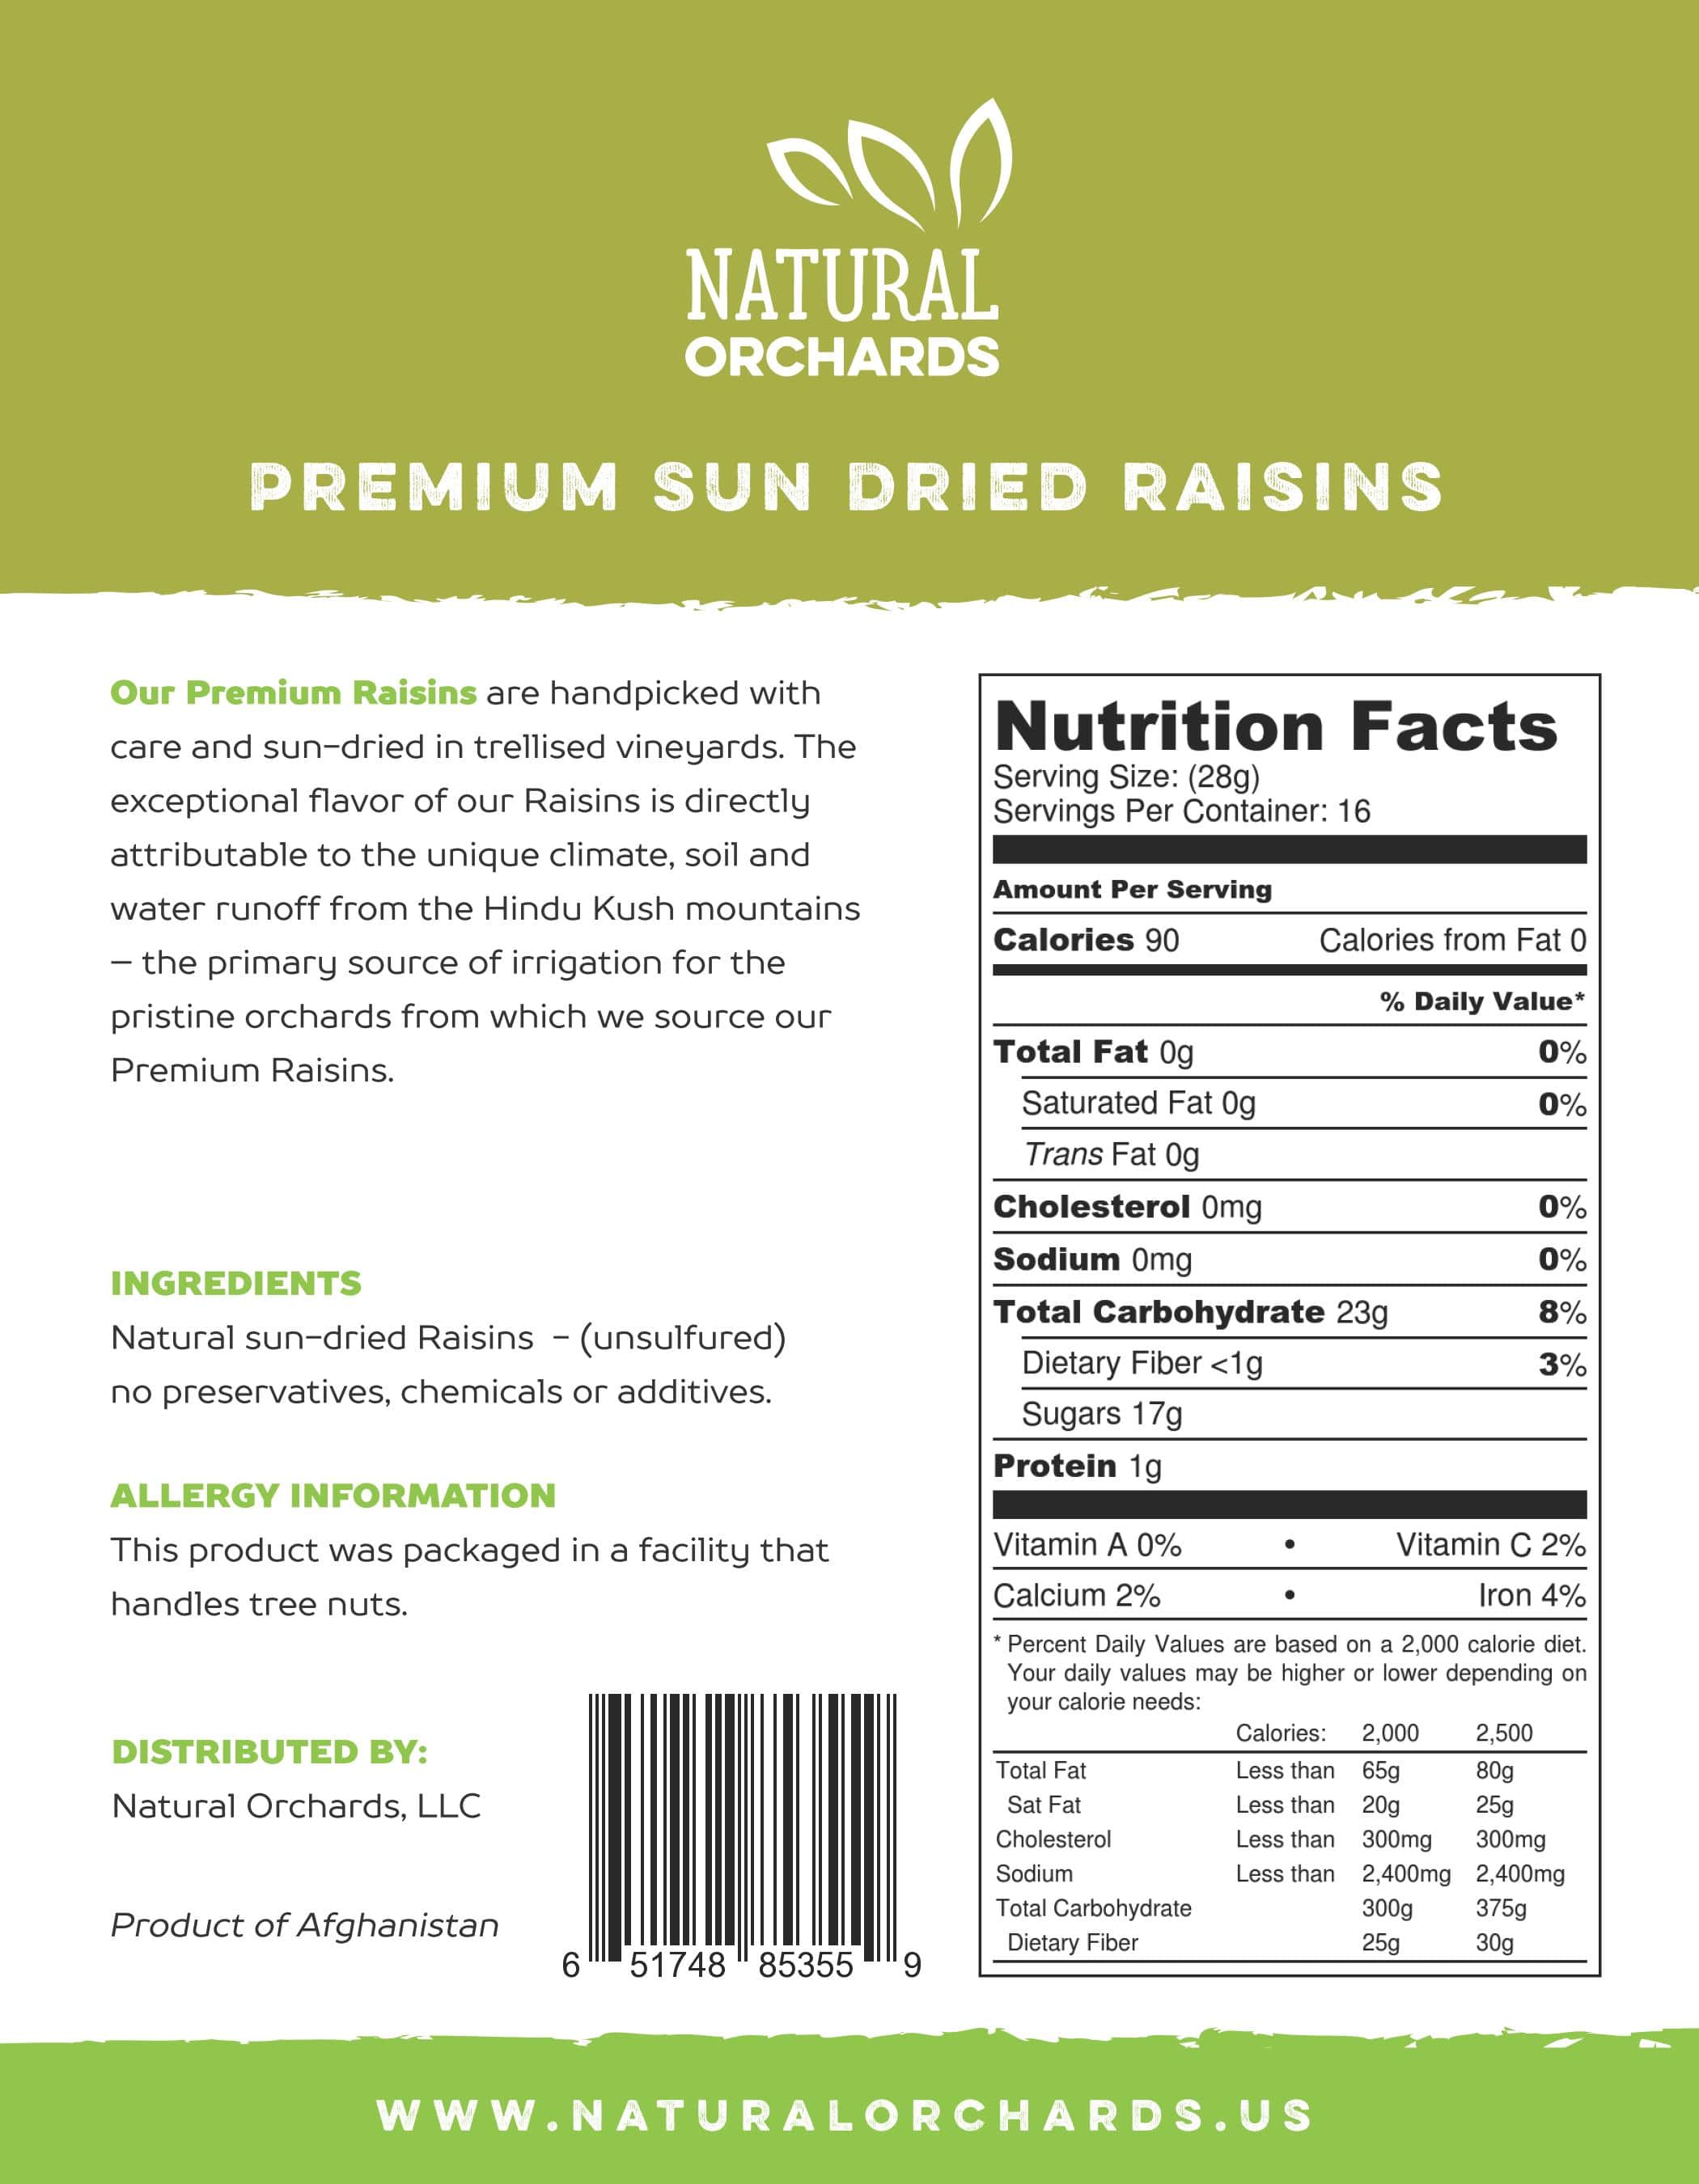 NATURAL
ORCHARDS
PREMIUM SUN DRIED RAISINS
Our Premium Raisins are handpicked with
care and sun-dried in trellised vineyards. The
exceptional flavor of our Raisins is directly
attributable to the unique climate, soil and
water runoff from the Hindu Kush mountains
– the primary source of irrigation for the
pristine orchards from which we source our
Premium Raisins.
INGREDIENTS
Natural sun-dried Raisins - (unsulfured)
no preservatives, chemicals or additives.
ALLERGY INFORMATION
This product was packaged in a facility that
handles tree nuts.
DISTRIBUTED BY:
Natural Orchards, LLC
Product of Afghanistan
6 51748 85355 9
Nutrition Facts
Serving Size: (28g)
Servings Per Container: 16
Amount Per Serving
Calories 90 Calories from Fat 0
% Daily Value*
Total Fat 0g 0%
Saturated Fat 0g 0%
Trans Fat 0g
Cholesterol 0mg 0%
Sodium 0mg 0%
Total Carbohydrate 23g 8%
Dietary Fiber <1g 3%
Sugars 17g
Protein 1g
Vitamin A 0% • Vitamin C 2%
Calcium 2% • Iron 4%
* Percent Daily Values are based on a 2,000 calorie diet.
Your daily values may be higher or lower depending on
your calorie needs:
Calories: 2,000 2,500
Total Fat Less than 65g 80g
Sat Fat Less than 20g 25g
Cholesterol Less than 300mg 300mg
Sodium Less than 2,400mg 2,400mg
Total Carbohydrate 300g 375g
Dietary Fiber 25g 30g
WWW.NATURALORCHARDS.US